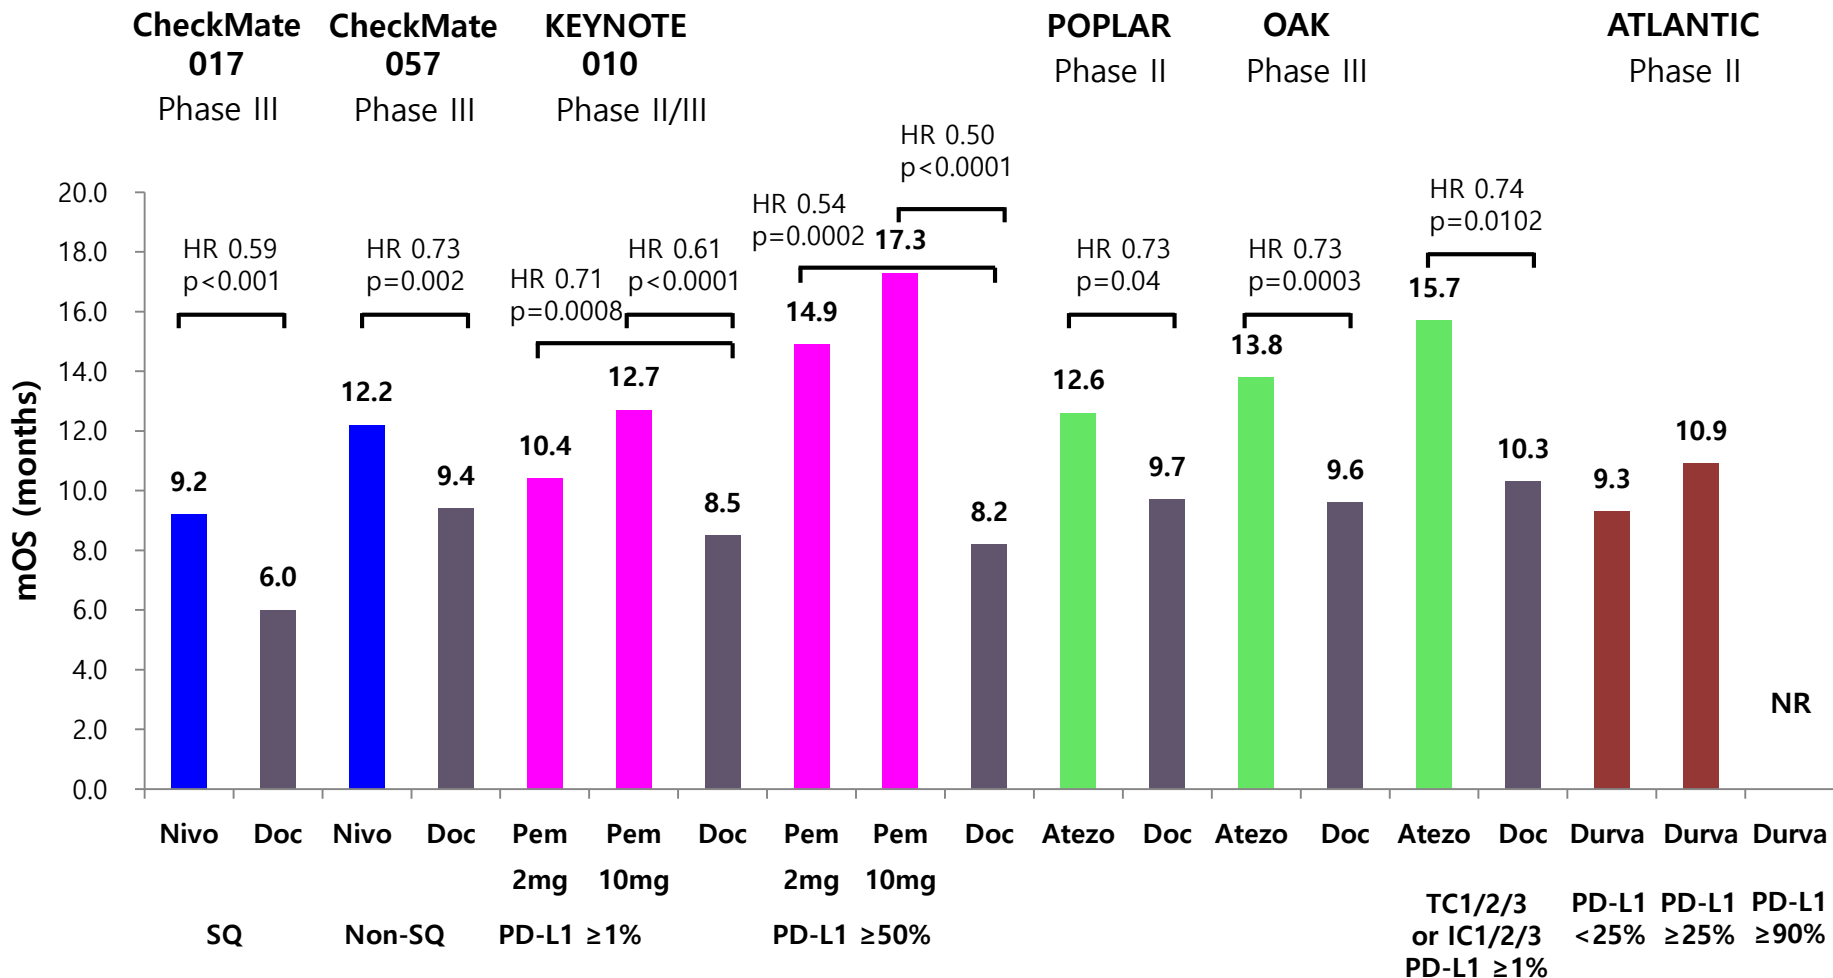 CheckMate
017
Phase III
CheckMate
057
Phase III
KEYNOTE
010
Phase II/III
POPLAR
Phase II
OAK
Phase III
ATLANTIC
Phase II
mOS (months)
20.0
18.0
16.0
14.0
12.0
10.0
8.0
6.0
4.0
2.0
0.0
HR 0.59
p<0.001
HR 0.73
p=0.002
HR 0.71
p=0.0008
HR 0.61
p<0.0001
HR 0.54
p=0.0002
HR 0.50
p<0.0001
HR 0.73
p=0.04
HR 0.73
p=0.0003
HR 0.74
p=0.0102
9.2
6.0
12.2
9.4
10.4
12.7
8.5
14.9
17.3
8.2
12.6
9.7
13.8
9.6
15.7
10.3
9.3
10.9
NR
Nivo
Doc
Nivo
Doc
Pem
2mg
Pem
10mg
Doc
Pem
2mg
Pem
10mg
Doc
Atezo
Doc
Atezo
Doc
Atezo
Doc
Durva
Durva
Durva
SQ
Non-SQ
PD-L1 ≥1%
PD-L1 ≥50%
TC1/2/3
or IC1/2/3
PD-L1 ≥1%
PD-L1
<25%
PD-L1
≥25%
PD-L1
≥90%